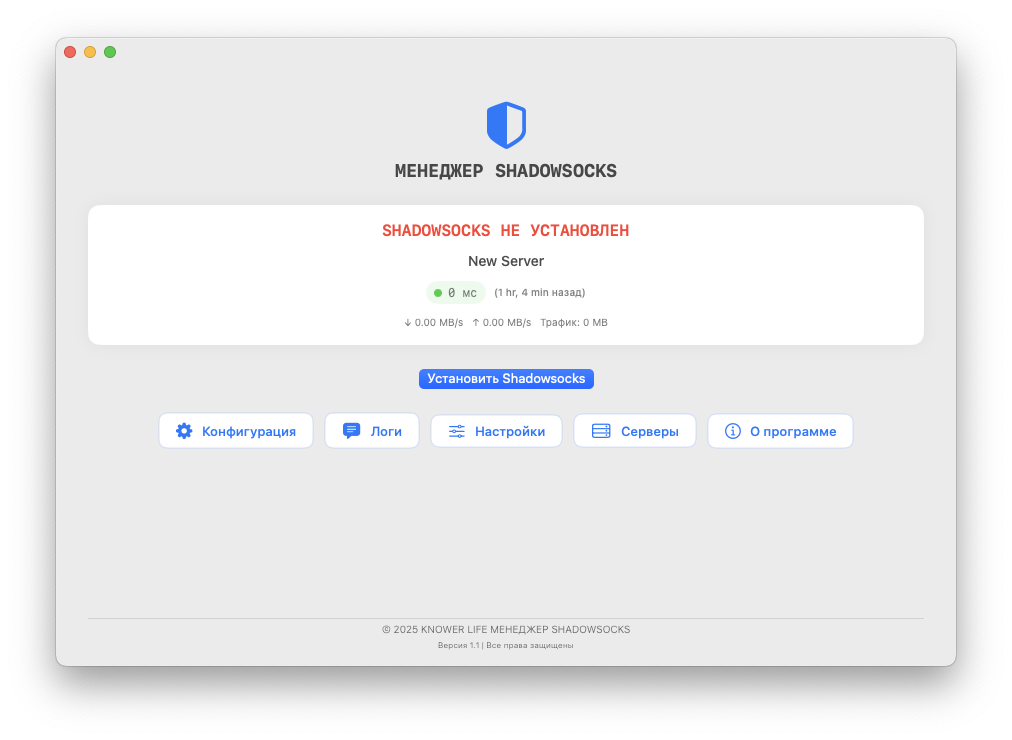 МЕНЕДЖЕР SHADOWSOCKS
SHADOWSOCKS НЕ УСТАНОВЛЕН
New Server
0 мс (1 hr, 4 min назад)
↓ 0.00 MB/s ↑ 0.00 MB/s Трафик: 0 MB
Установить Shadowsocks
Конфигурация Логи Настройки Серверы О программе
© 2025 KNOWER LIFE МЕНЕДЖЕР SHADOWSOCKS
Версия 1.1 | Все права защищены